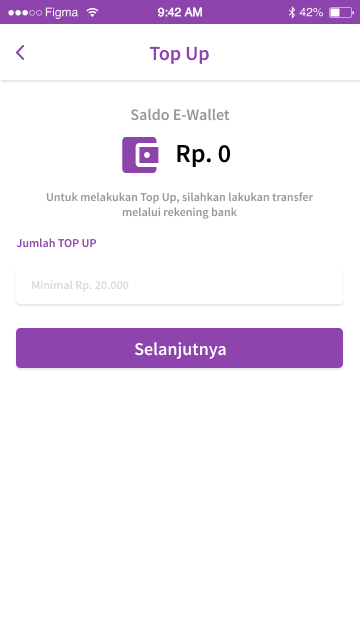 Figma
9:42 AM
42%
Top Up
Saldo E-Wallet
Rp. 0
Untuk melakukan Top Up, silahkan lakukan transfer
melalui rekening bank
Jumlah TOP UP
Minimal Rp. 20.000
Selanjutnya